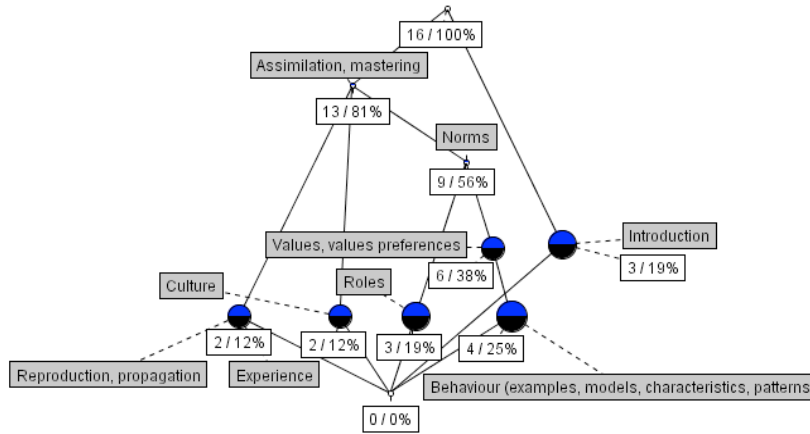 16 / 100%
Assimilation, mastering
13 / 81%
Norms
9 / 56%
Introduction
Values, values preferences
6 / 38%
3 / 19%
Culture
Roles
2 / 12%
2 / 12%
3 / 19%
4 / 25%
Reproduction, propagation
Experience
Behaviour (examples, models, characteristics, patterns
0 / 0%